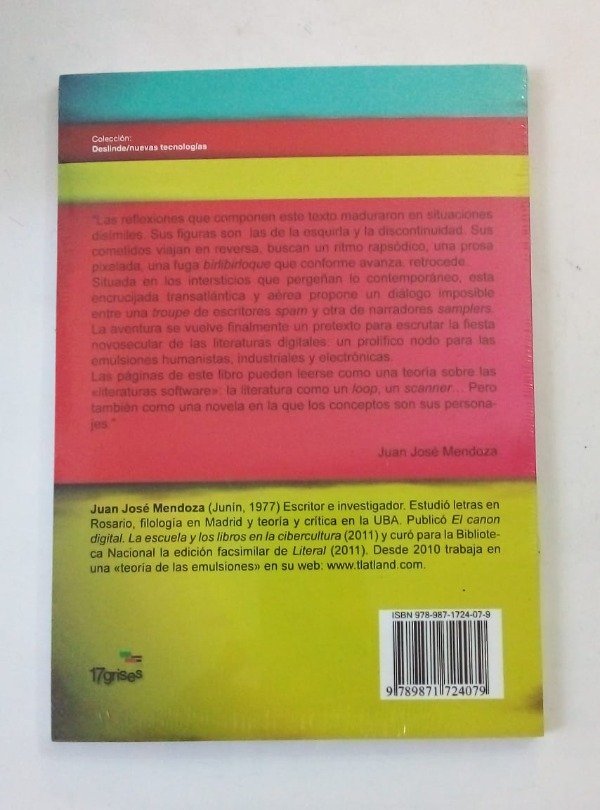 Colección:
Deslinde/nuevas tecnologías
"Las reflexiones que componen este texto maduraron en situaciones
disímiles. Sus figuras son las de la esquirla y la discontinuidad. Sus
cometidos viajan en reversa, buscan un ritmo rapsódico, una prosa
pixelada, una fuga birlibirloque que conforme avanza, retrocede.
Situada en los intersticios que pergeñan lo contemporáneo, esta
encrucijada transatlántica y aérea propone un diálogo imposible
entre una troupe de escritores spam y otra de narradores samplers.
La aventura se vuelve finalmente un pretexto para escrutar la fiesta
novosecular de las literaturas digitales: un prolífico nodo para las
emulsiones humanistas, industriales y electrónicas.
Las páginas de este libro pueden leerse como una teoría sobre las
«literaturas software»: la literatura como un loop, un scanner... Pero
también como una novela en la que los conceptos son sus persona-
jes."
Juan José Mendoza
Juan José Mendoza (Junín, 1977) Escritor e investigador. Estudió letras en
Rosario, filología en Madrid y teoría y crítica en la UBA. Publicó El canon
digital. La escuela y los libros en la cibercultura (2011) y curó para la Bibliote-
ca Nacional la edición facsimilar de Literal (2011). Desde 2010 trabaja en
una «teoría de las emulsiones» en su web: www.tlatland.com.
ISBN 978-987-1724-07-9
9 789871 724079
17grises